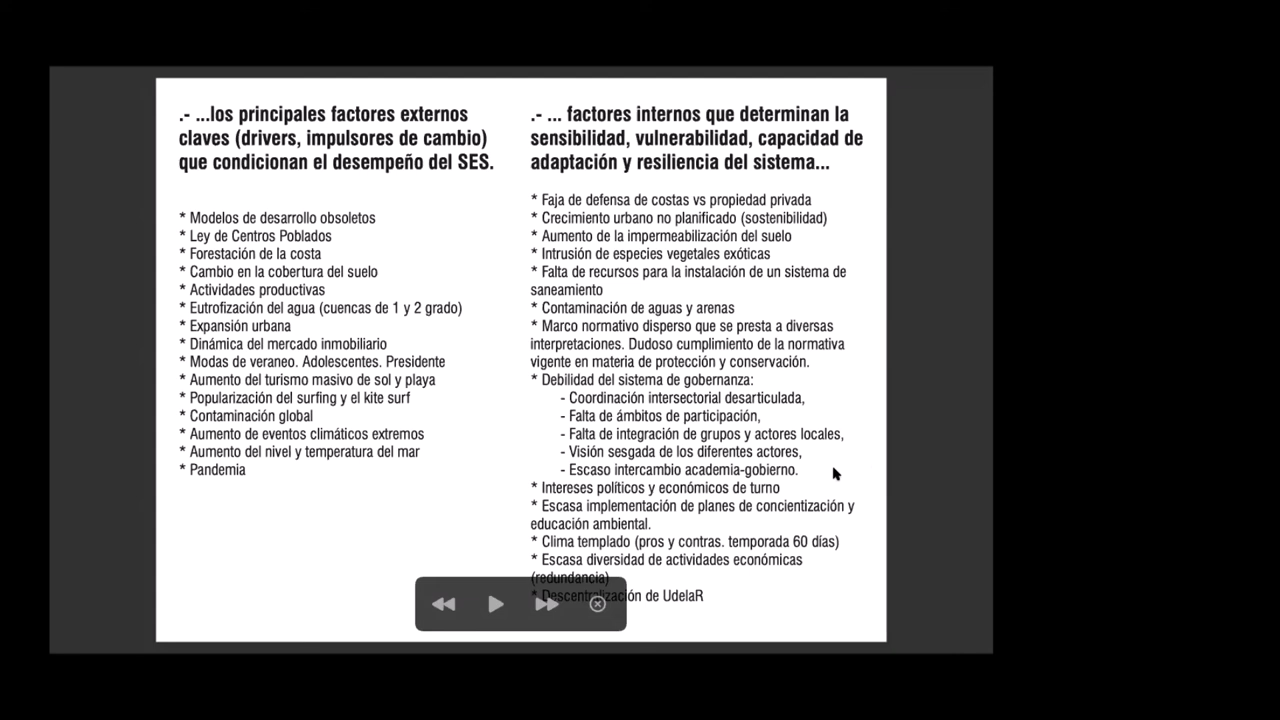 .- ...los principales factores externos
claves (drivers, impulsores de cambio)
que condicionan el desempeño del SES.
* Modelos de desarrollo obsoletos
* Ley de Centros Poblados
* Forestación de la costa
* Cambio en la cobertura del suelo
* Actividades productivas
* Eutrofización del agua (cuencas de 1 y 2 grado)
* Expansión urbana
* Dinámica del mercado inmobiliario
* Modas de veraneo. Adolescentes. Presidente
* Aumento del turismo masivo de sol y playa
* Popularización del surfing y el kite surf
* Contaminación global
* Aumento de eventos climáticos extremos
* Aumento del nivel y temperatura del mar
* Pandemia
.- ... factores internos que determinan la
sensibilidad, vulnerabilidad, capacidad de
adaptación y resiliencia del sistema...
* Faja de defensa de costas vs propiedad privada
* Crecimiento urbano no planificado (sostenibilidad)
* Aumento de la impermeabilización del suelo
* Intrusión de especies vegetales exóticas
* Falta de recursos para la instalación de un sistema de
saneamiento
* Contaminación de aguas y arenas
* Marco normativo disperso que se presta a diversas
interpretaciones. Dudoso cumplimiento de la normativa
vigente en materia de protección y conservación.
* Debilidad del sistema de gobernanza:
- Coordinación intersectorial desarticulada,
- Falta de ámbitos de participación,
- Falta de integración de grupos y actores locales,
- Visión sesgada de los diferentes actores,
- Escaso intercambio academia-gobierno.
* Intereses políticos y económicos de turno
* Escasa implementación de planes de concientización y
educación ambiental.
* Clima templado (pros y contras. temporada 60 días)
* Escasa diversidad de actividades económicas
(redundancia)
* Descentralización de UdelaR